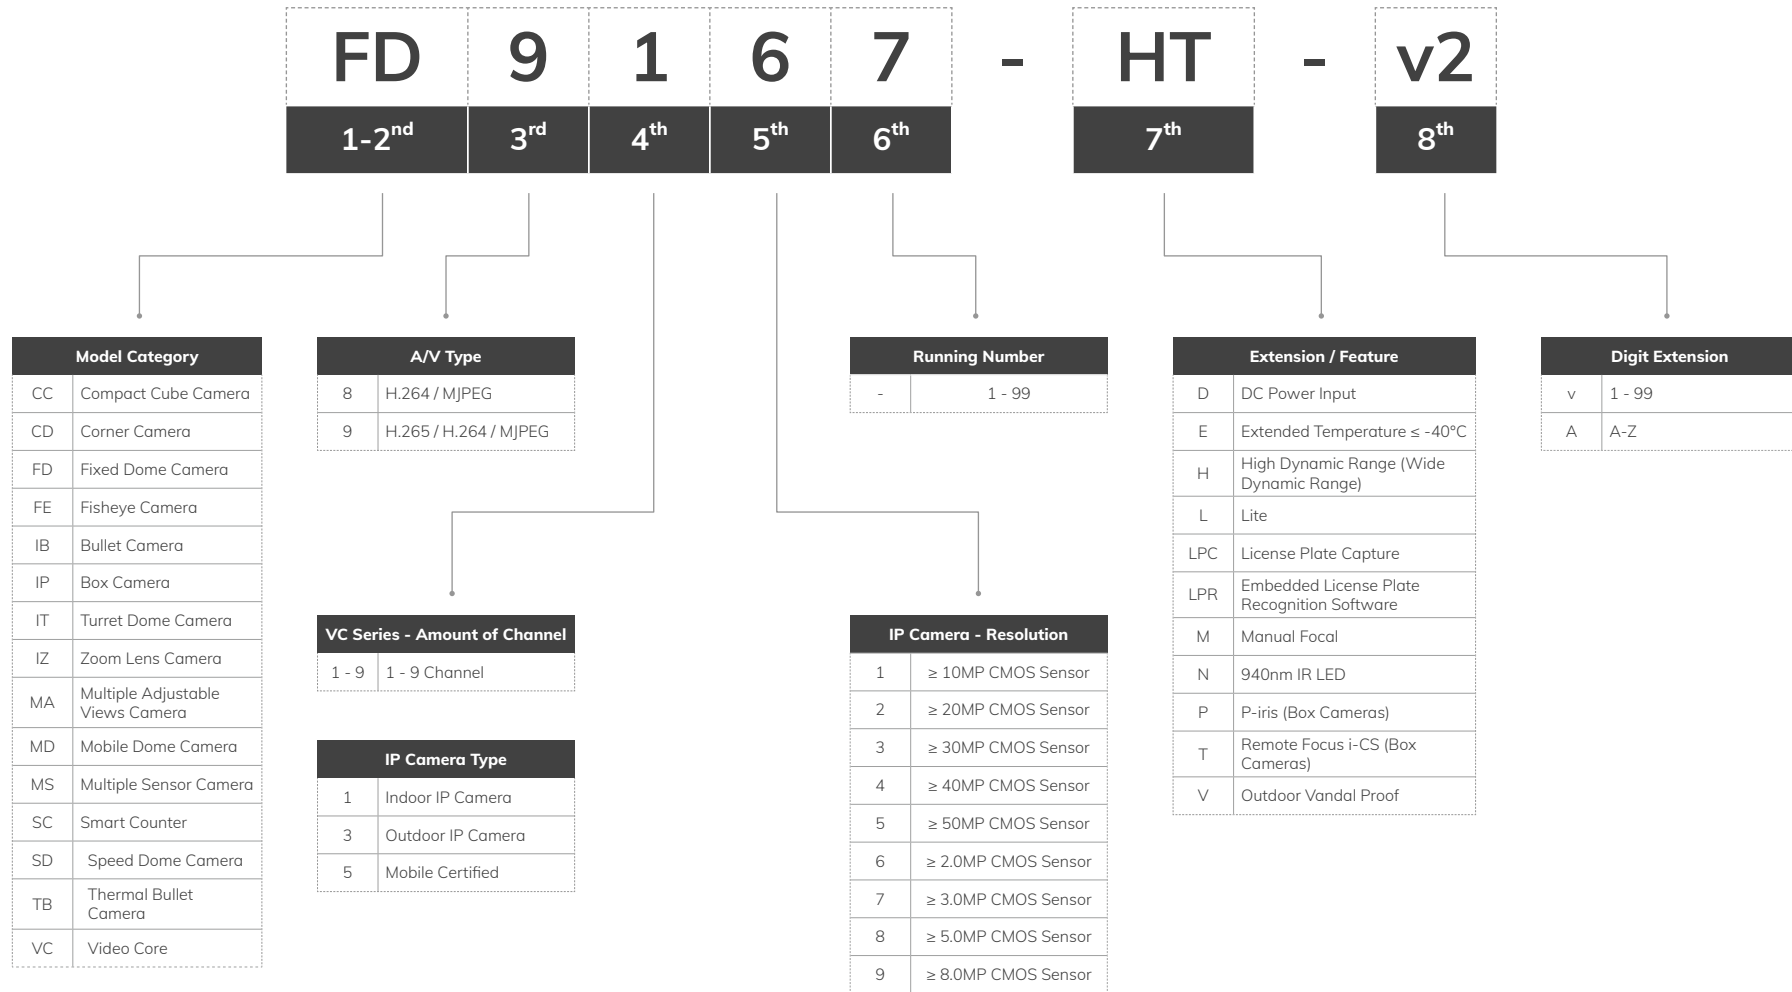 FD 9 1 6 7 - HT - v2
1-2nd 3rd 4th 5th 6th 7th 8th
Model Category
CC Compact Cube Camera
CD Corner Camera
FD Fixed Dome Camera
FE Fisheye Camera
IB Bullet Camera
IP Box Camera
IT Turret Dome Camera
IZ Zoom Lens Camera
MA Multiple Adjustable
Views Camera
MD Mobile Dome Camera
MS Multiple Sensor Camera
SC Smart Counter
SD Speed Dome Camera
TB Thermal Bullet
Camera
VC Video Core
A/V Type
8 H.264 / MJPEG
9 H.265 / H.264 / MJPEG
VC Series - Amount of Channel
1 - 9 1 - 9 Channel
IP Camera Type
1 Indoor IP Camera
3 Outdoor IP Camera
5 Mobile Certified
Running Number
- 1 - 99
IP Camera - Resolution
1 ≥ 10MP CMOS Sensor
2 ≥ 20MP CMOS Sensor
3 ≥ 30MP CMOS Sensor
4 ≥ 40MP CMOS Sensor
5 ≥ 50MP CMOS Sensor
6 ≥ 2.0MP CMOS Sensor
7 ≥ 3.0MP CMOS Sensor
8 ≥ 5.0MP CMOS Sensor
9 ≥ 8.0MP CMOS Sensor
Extension / Feature
D DC Power Input
E Extended Temperature ≤ -40°C
H High Dynamic Range (Wide
Dynamic Range)
L Lite
LPC License Plate Capture
LPR Embedded License Plate
Recognition Software
M Manual Focal
N 940nm IR LED
P P-iris (Box Cameras)
T Remote Focus i-CS (Box
Cameras)
V Outdoor Vandal Proof
Digit Extension
v 1 - 99
A A-Z